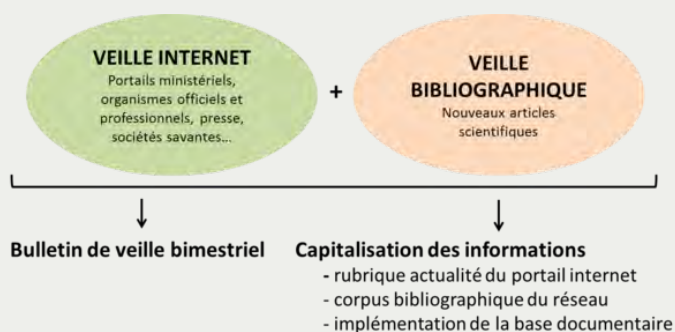 VEILLE INTERNET
Portails ministériels,
organismes officiels et
professionnels, presse,
sociétés savantes...
+
VEILLE
BIBLIOGRAPHIQUE
Nouveaux articles
scientifiques
Bulletin de veille bimestriel
Capitalisation des informations
- rubrique actualité du portail internet
- corpus bibliographique du réseau
- implémentation de la base documentaire